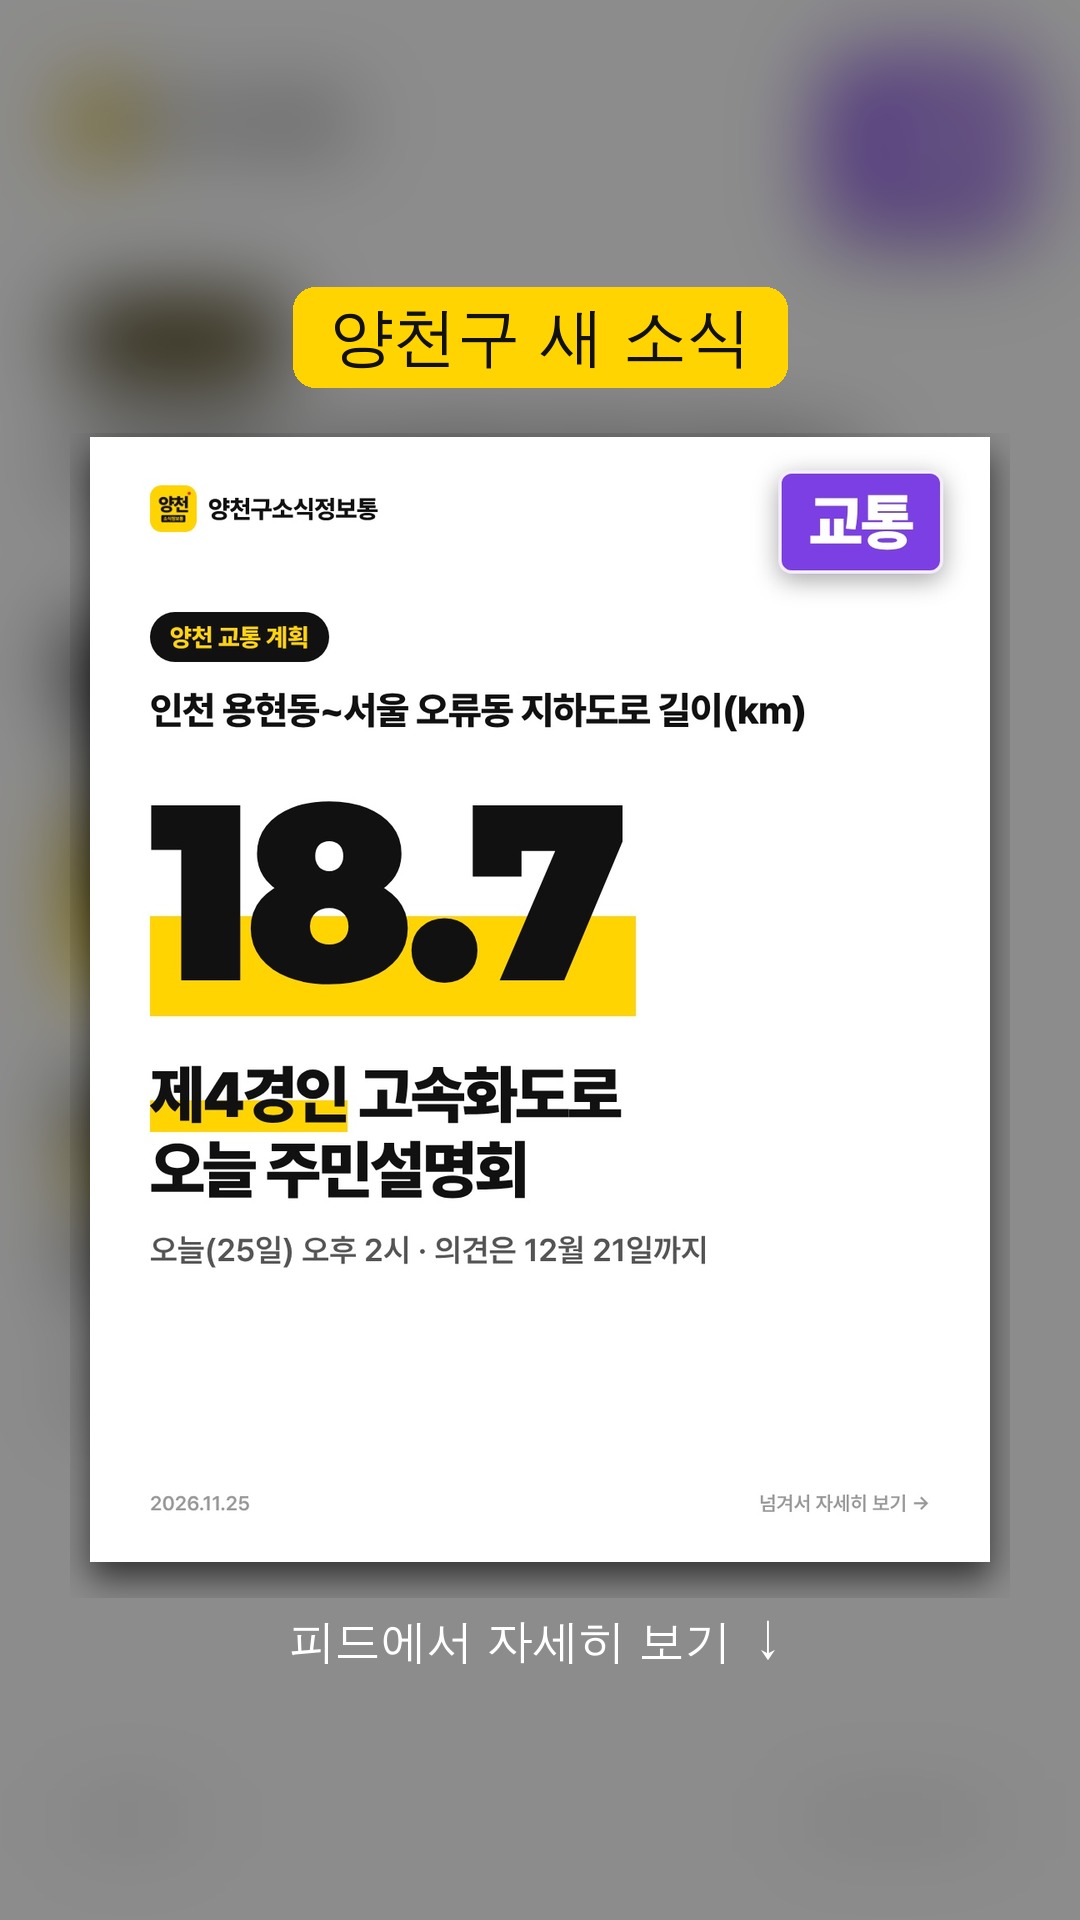 양천구 새 소식
양천
소식정보통
양천구소식정보통
교통
양천 교통 계획
인천 용현동~서울 오류동 지하도로 길이(km)
18.7
제4경인 고속화도로
오늘 주민설명회
오늘(25일) 오후 2시 · 의견은 12월 21일까지
2026.11.25
넘겨서 자세히 보기 →
피드에서 자세히 보기 ↓